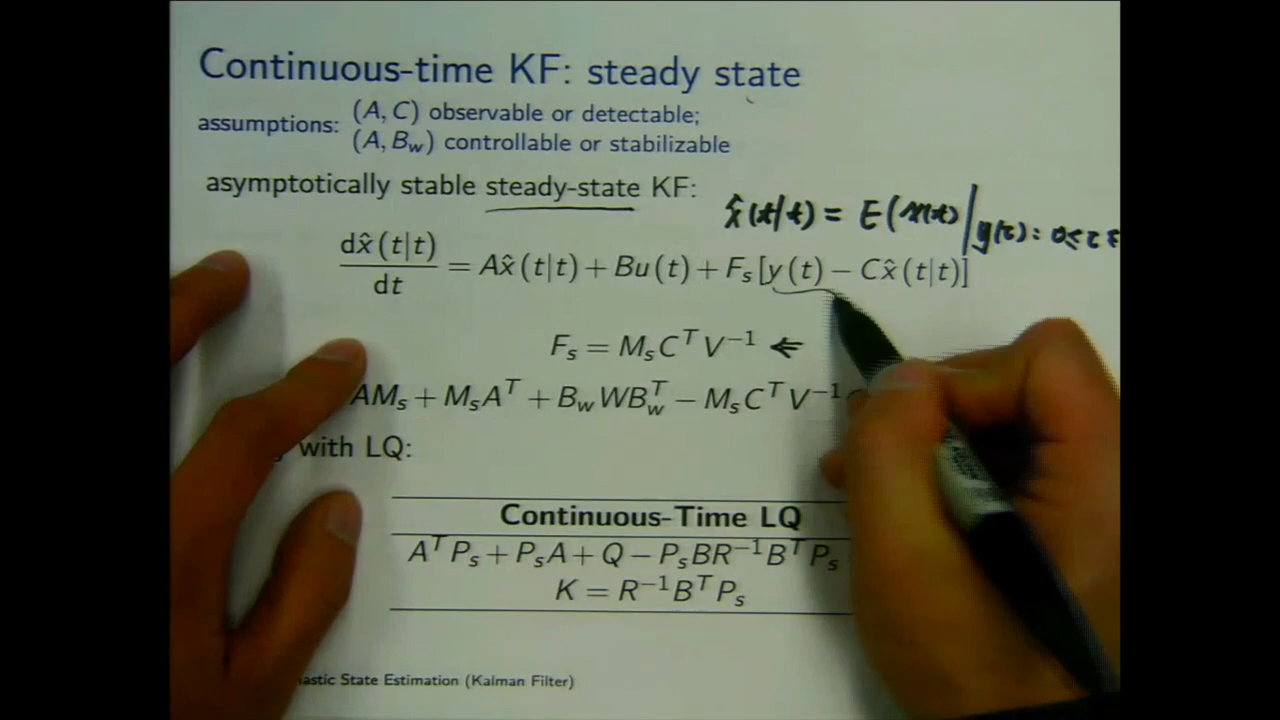 Continuous-time KF: steady state
assumptions: (A, C) observable or detectable;
(A, B_w) controllable or stabilizable
asymptotically stable steady-state KF:
x̂(t|t) = E(x(t)|y(τ): 0≤τ≤
dx̂(t|t)/dt = Ax̂(t|t) + Bu(t) + F_s[y(t) − Cx̂(t|t)]
F_s = M_s C^T V^{−1} ⇐
AM_s + M_s A^T + B_w W B_w^T − M_s C^T V^{−1}
with LQ:
Continuous-Time LQ
A^T P_s + P_s A + Q − P_s B R^{−1} B^T P_s
K = R^{−1} B^T P_s
State Estimation (Kalman Filter)